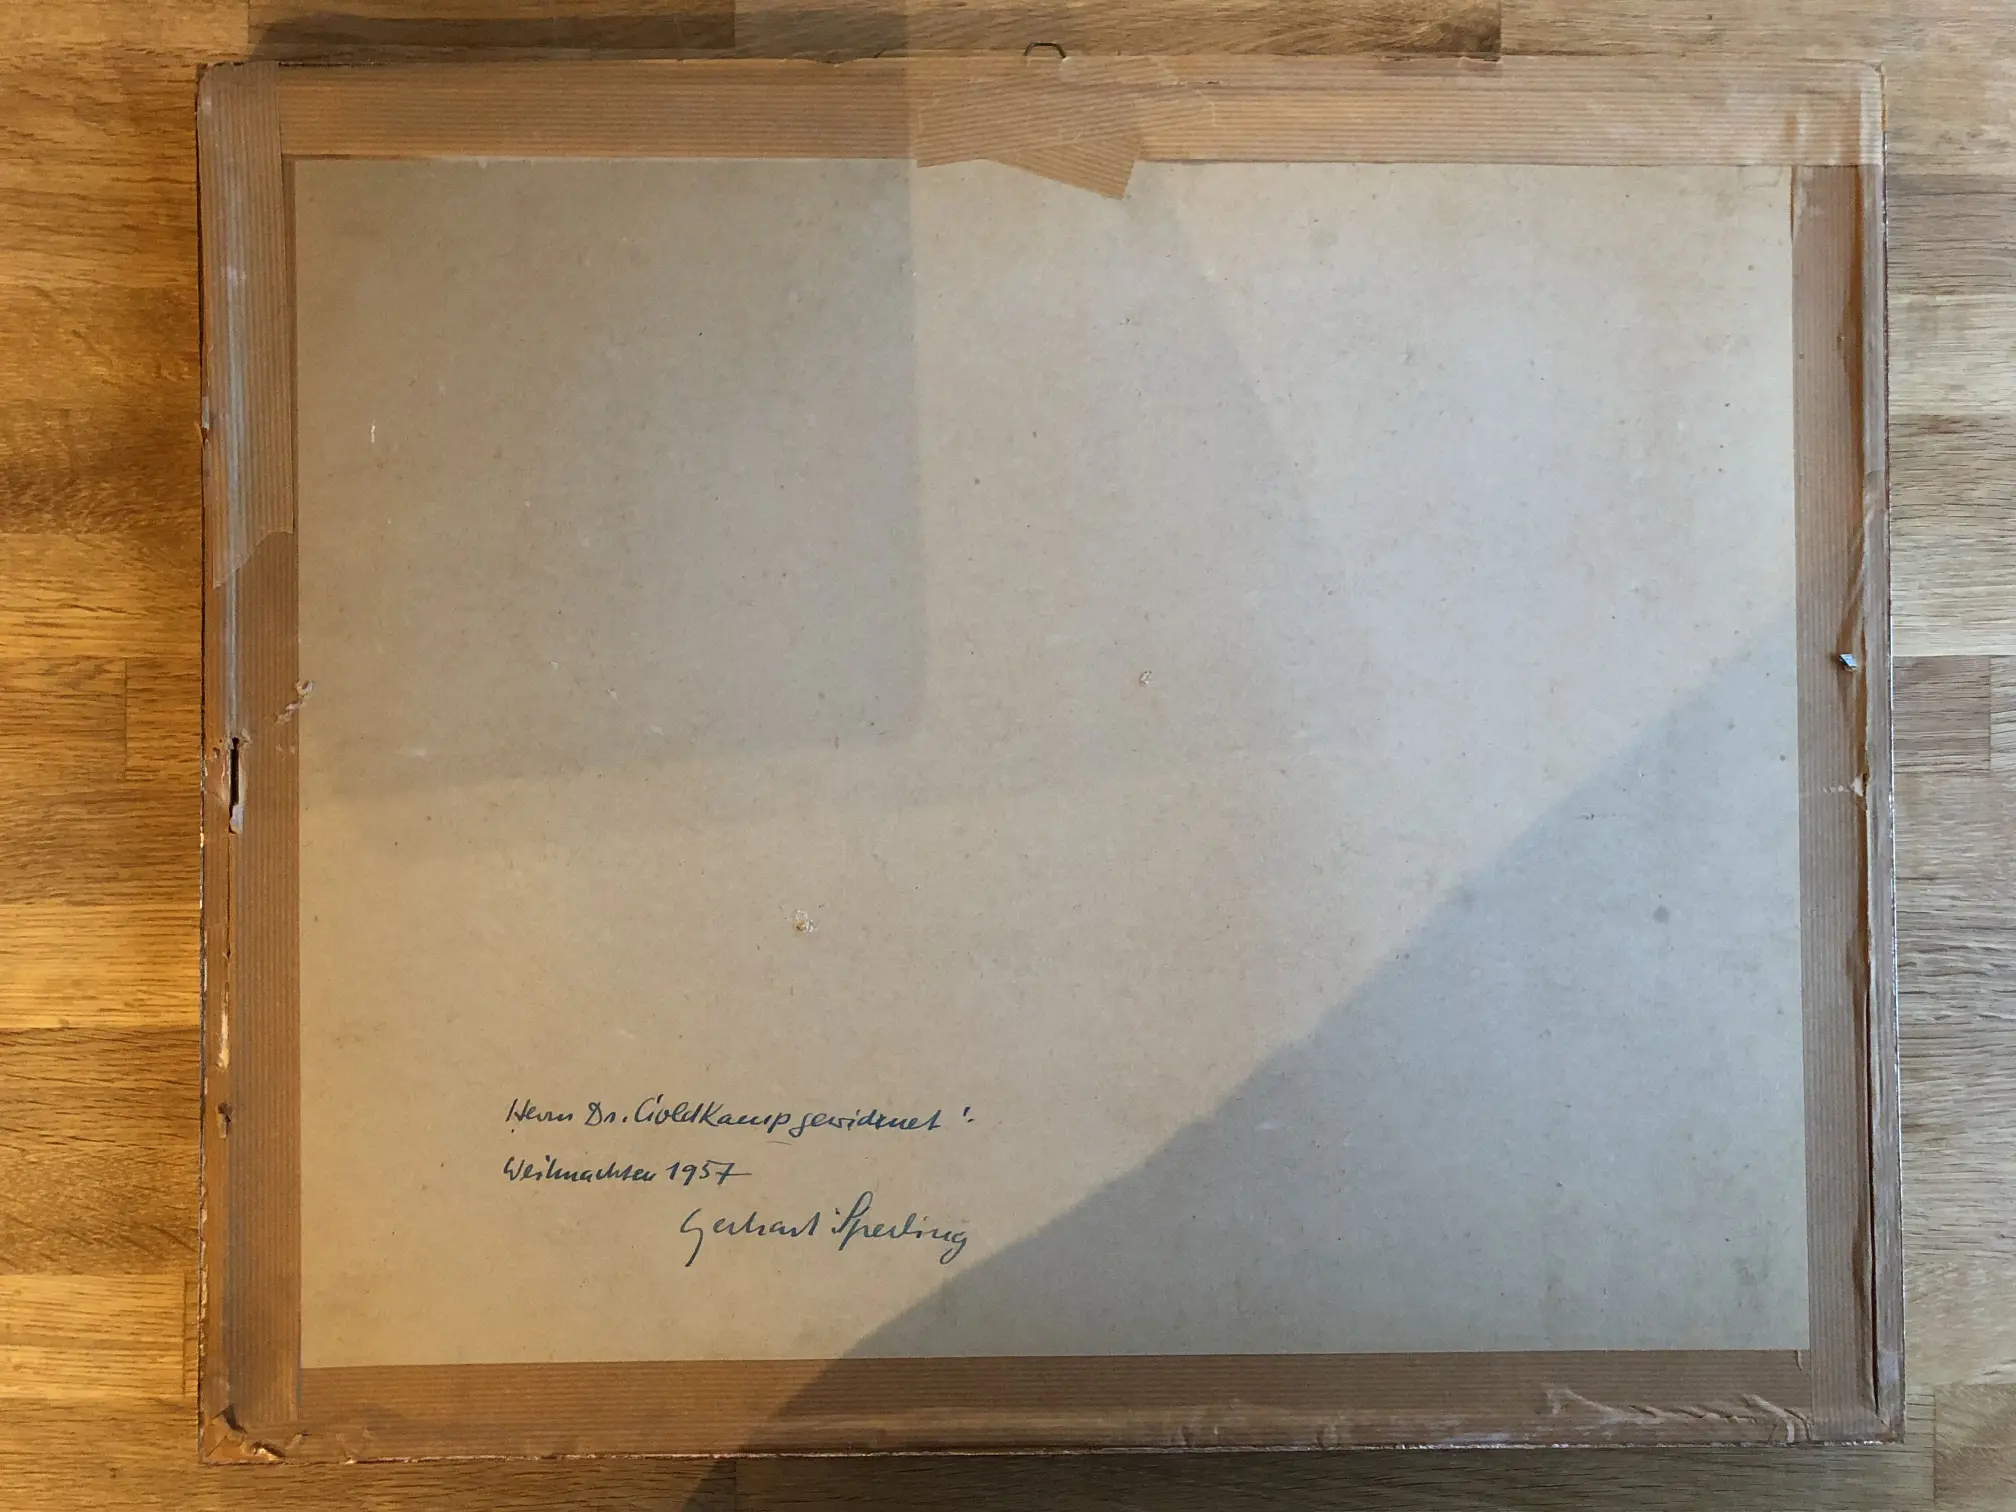 Herrn Dr. Goldkamp gewidmet!
Weihnachten 1957
Gerhart Sperling